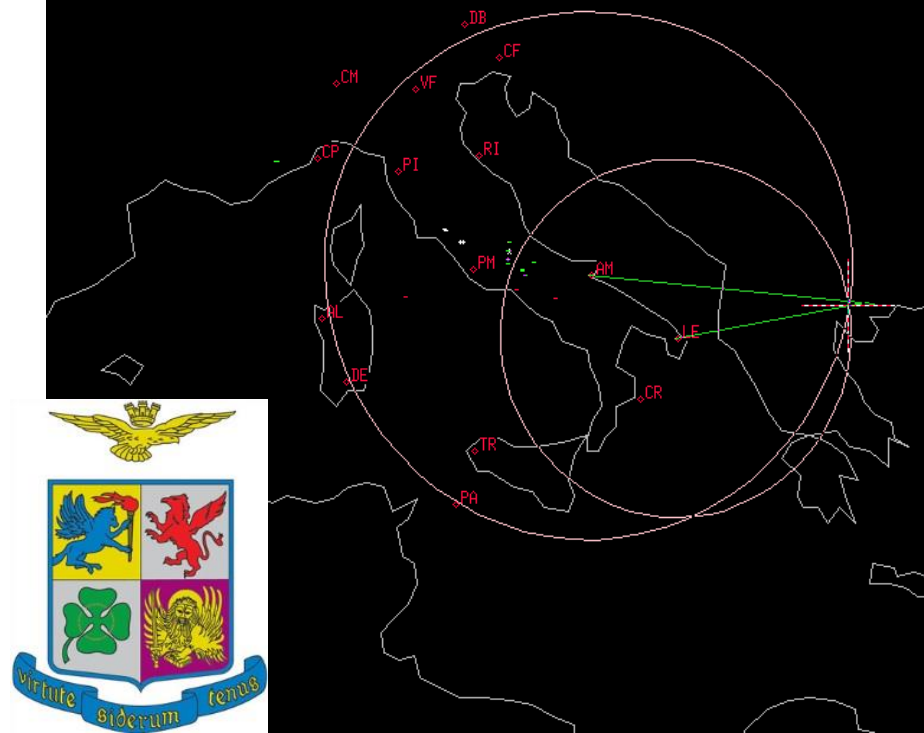 DB
CF
CM
VF
CP
PI
RI
PM
AM
AL
LE
DE
CR
TR
PA
virtute siderum tenus